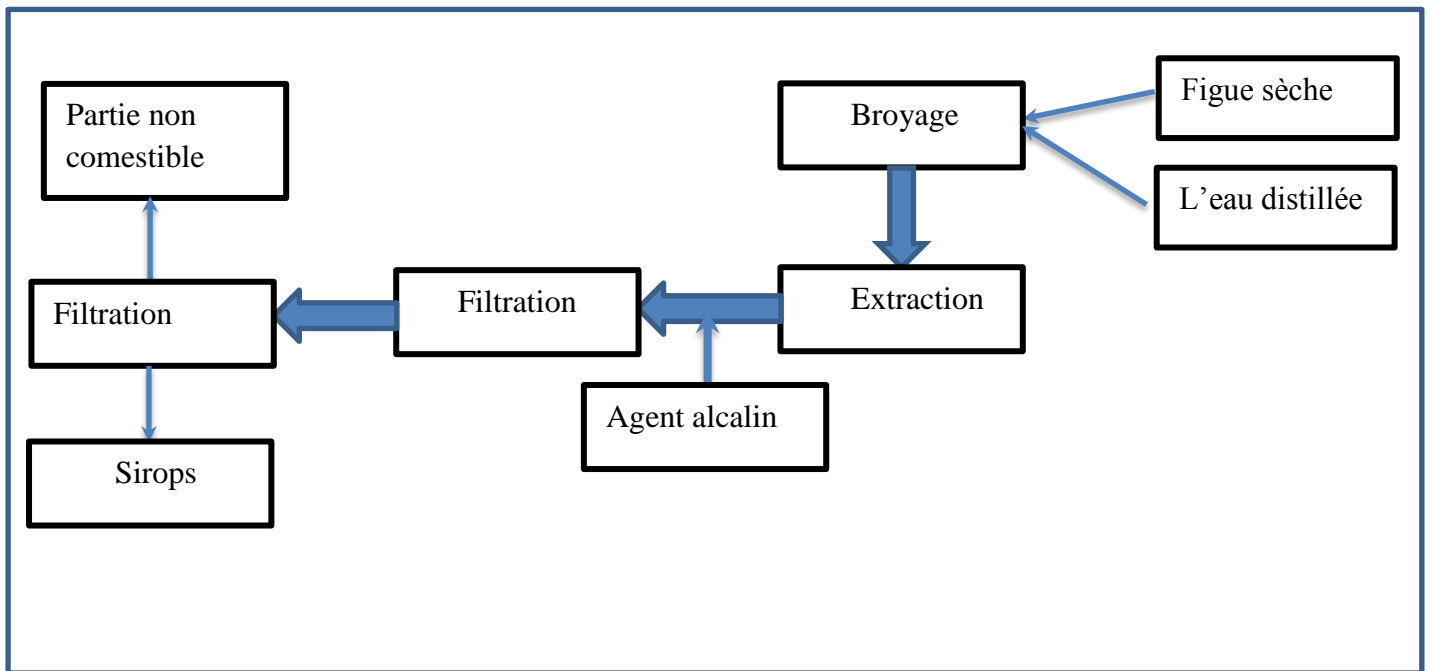 Partie non
comestible
Broyage
Figue sèche
L’eau distillée
Filtration
Filtration
Extraction
Agent alcalin
Sirops